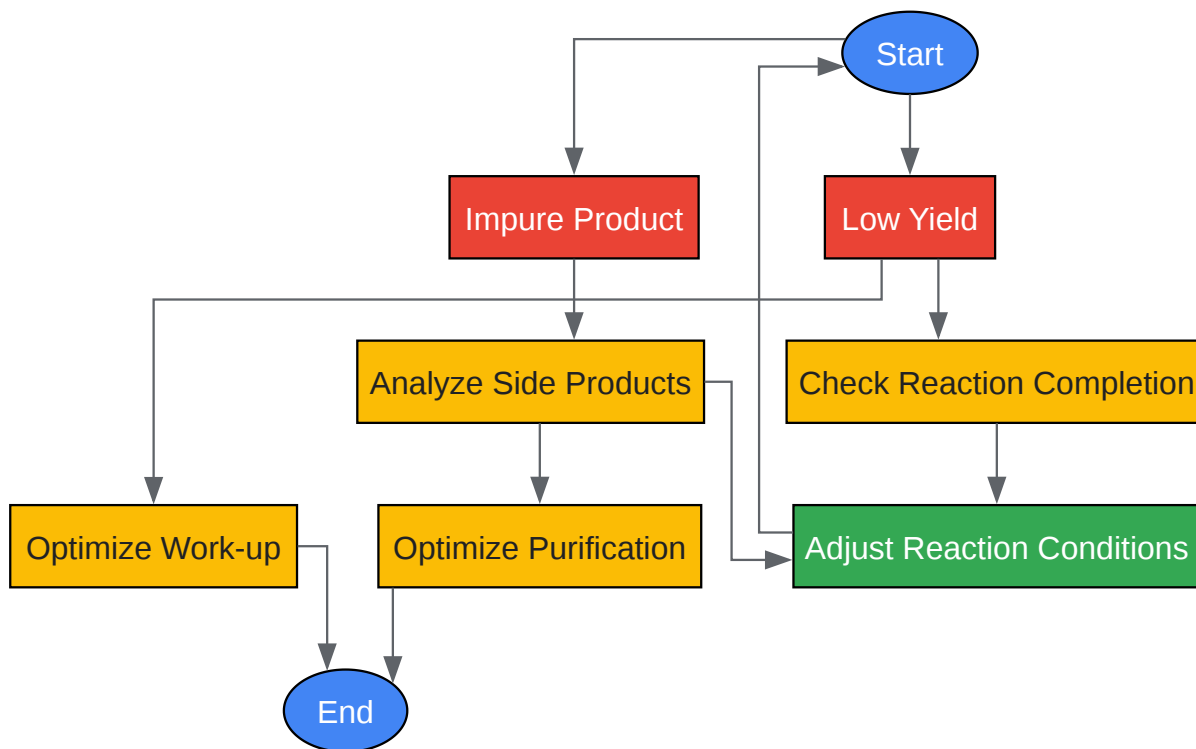 Start
Impure Product
Low Yield
Analyze Side Products
Check Reaction Completion
Optimize Work-up
Optimize Purification
Adjust Reaction Conditions
End